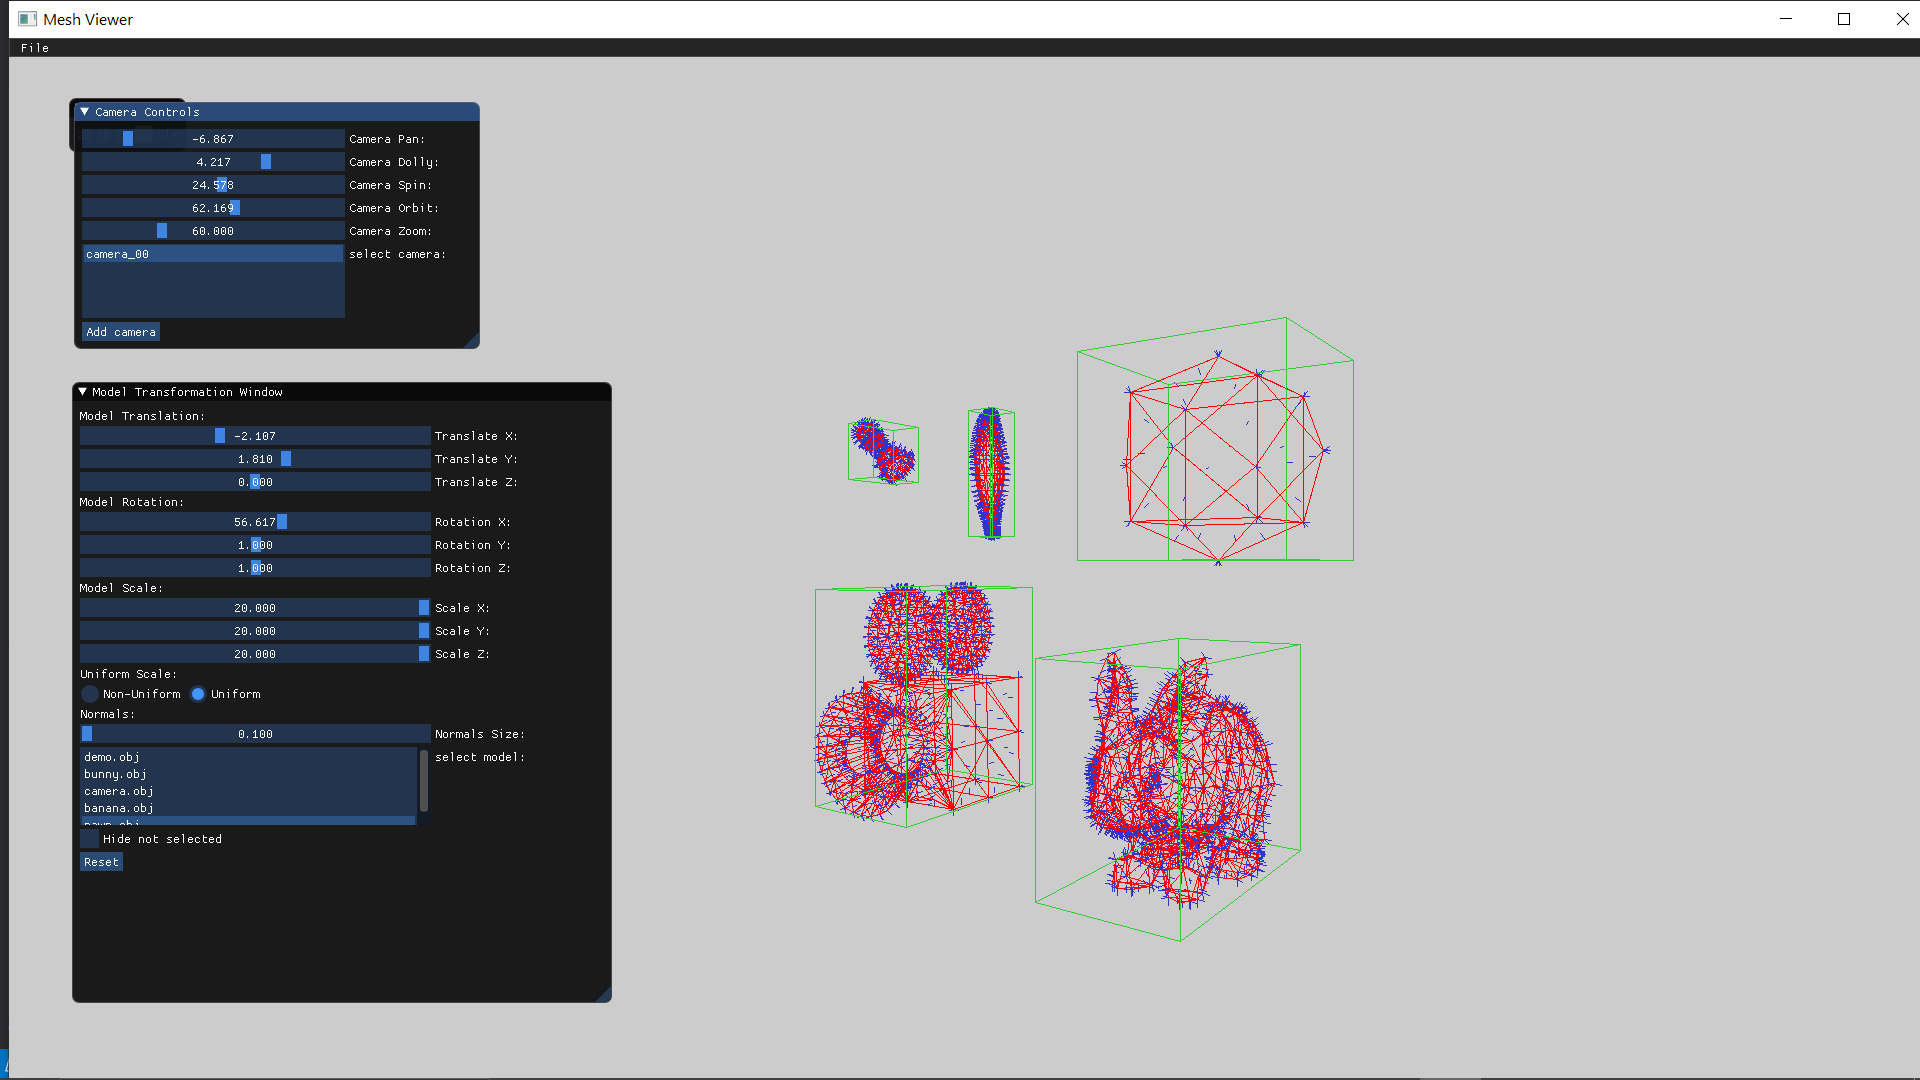 Mesh Viewer
File
Camera Controls
-6.867 Camera Pan:
4.217 Camera Dolly:
24.578 Camera Spin:
62.169 Camera Orbit:
60.000 Camera Zoom:
camera_00 select camera:
Add camera
Model Transformation Window
Model Translation:
-2.107 Translate X:
1.810 Translate Y:
0.000 Translate Z:
Model Rotation:
56.617 Rotation X:
1.000 Rotation Y:
1.000 Rotation Z:
Model Scale:
20.000 Scale X:
20.000 Scale Y:
20.000 Scale Z:
Uniform Scale:
Non-Uniform Uniform
Normals:
0.100 Normals Size:
demo.obj select model:
bunny.obj
camera.obj
banana.obj
Hide not selected
Reset